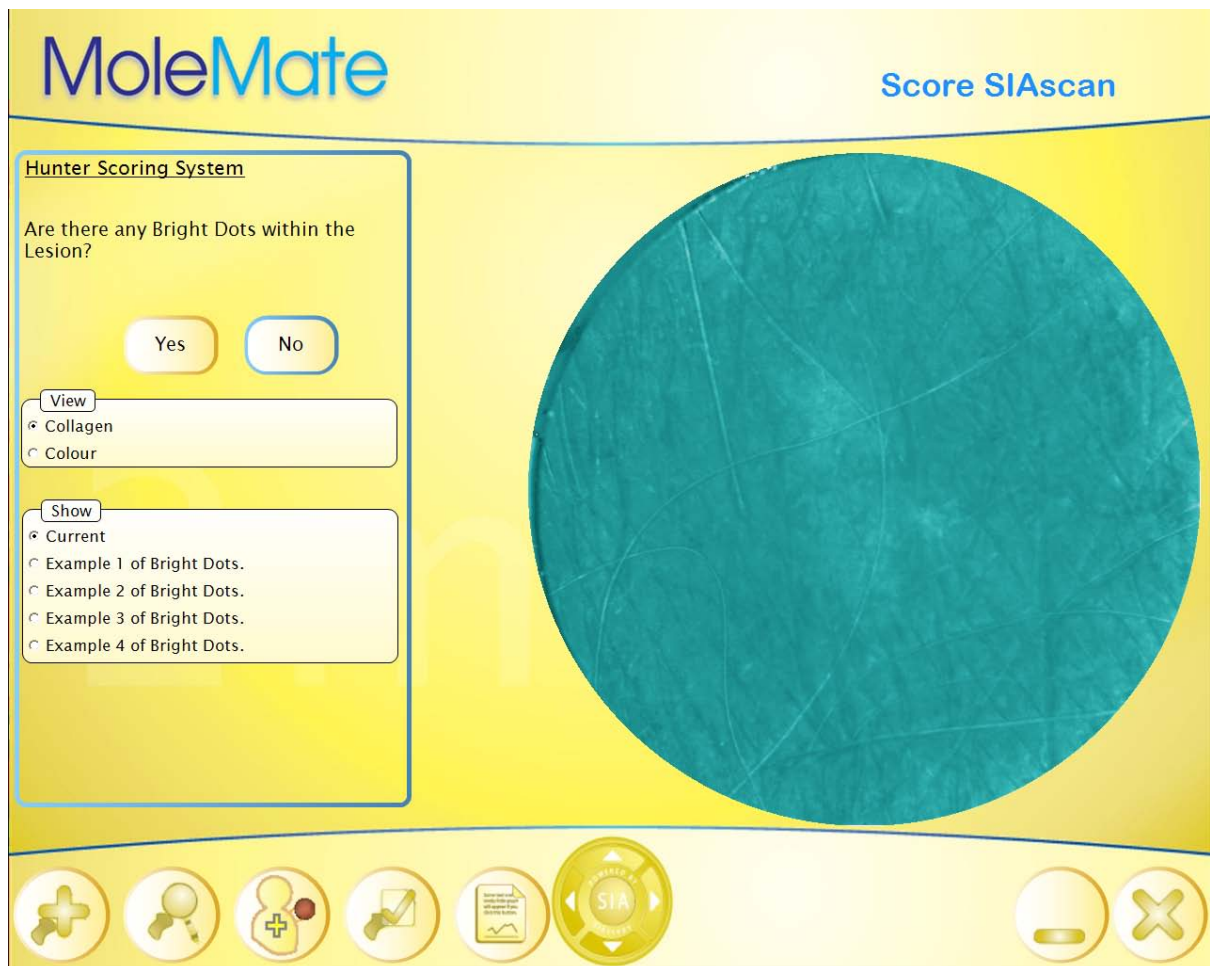 MoleMate
Score SIAscan
Hunter Scoring System
Are there any Bright Dots within the
Lesion?
Yes
No
View
Collagen
Colour
Show
Current
Example 1 of Bright Dots.
Example 2 of Bright Dots.
Example 3 of Bright Dots.
Example 4 of Bright Dots.
POWERED BY
SIA